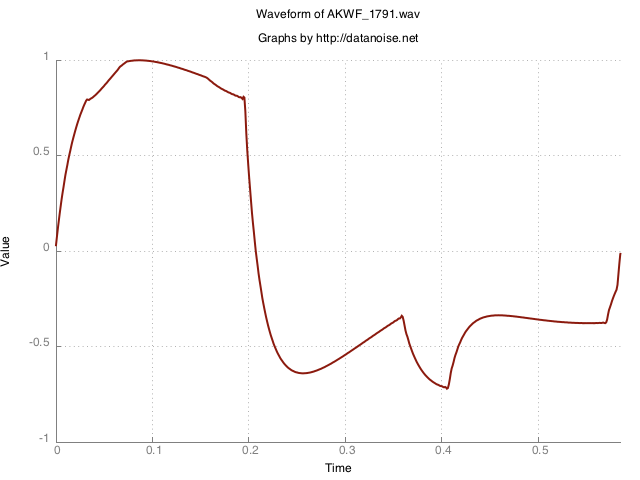 Waveform of AKWF_1791.wav
Graphs by http://datanoise.net
1
0.5
0
-0.5
-1
Value
0 0.1 0.2 0.3 0.4 0.5
Time